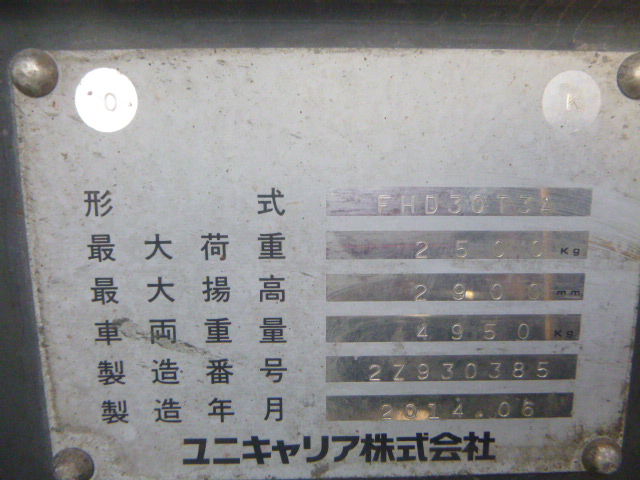 O K
形式 FHD30T3A
最大荷重 2500 Kg
最大揚高 2900 mm
車両重量 4950 Kg
製造番号 2Z930385
製造年月 2014.06
ユニキャリア株式会社